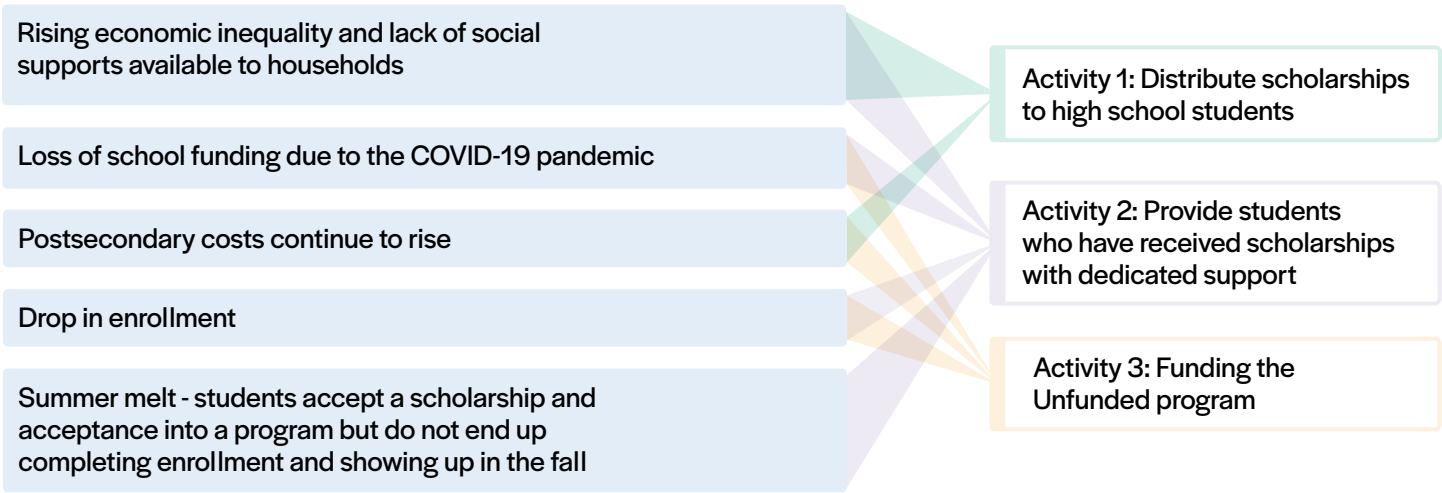 Rising economic inequality and lack of social
supports available to households
Loss of school funding due to the COVID-19 pandemic
Postsecondary costs continue to rise
Drop in enrollment
Summer melt - students accept a scholarship and
acceptance into a program but do not end up
completing enrollment and showing up in the fall
Activity 1: Distribute scholarships
to high school students
Activity 2: Provide students
who have received scholarships
with dedicated support
Activity 3: Funding the
Unfunded program